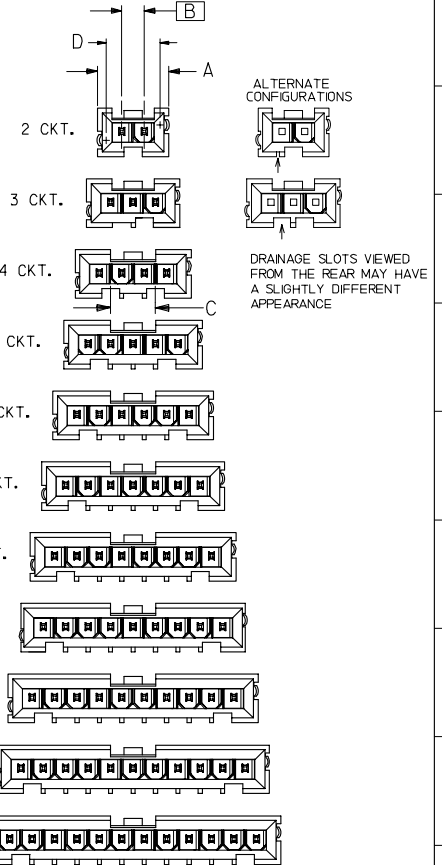 B
D
A
ALTERNATE
CONFIGURATIONS
2 CKT.
3 CKT.
4 CKT.
DRAINAGE SLOTS VIEWED
FROM THE REAR MAY HAVE
A SLIGHTLY DIFFERENT
APPEARANCE
C
CKT.
CKT.